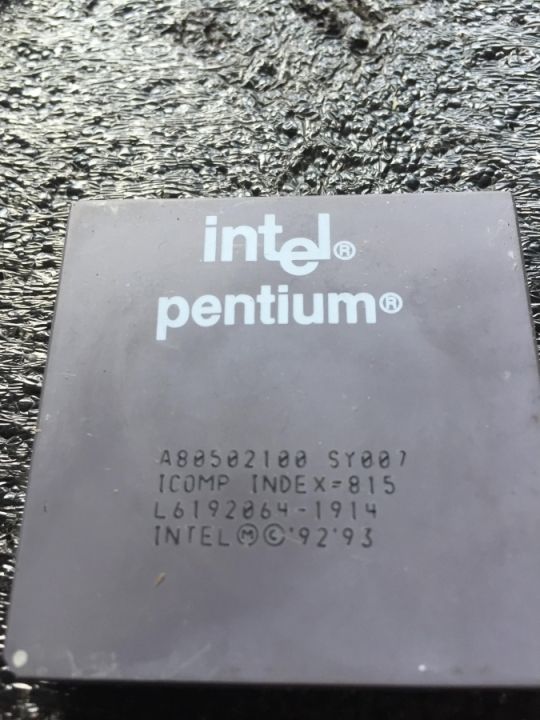 intel®
pentium®
A80502100 SY007
ICOMP INDEX=815
L6192064-1914
INTEL Ⓜ © '92'93